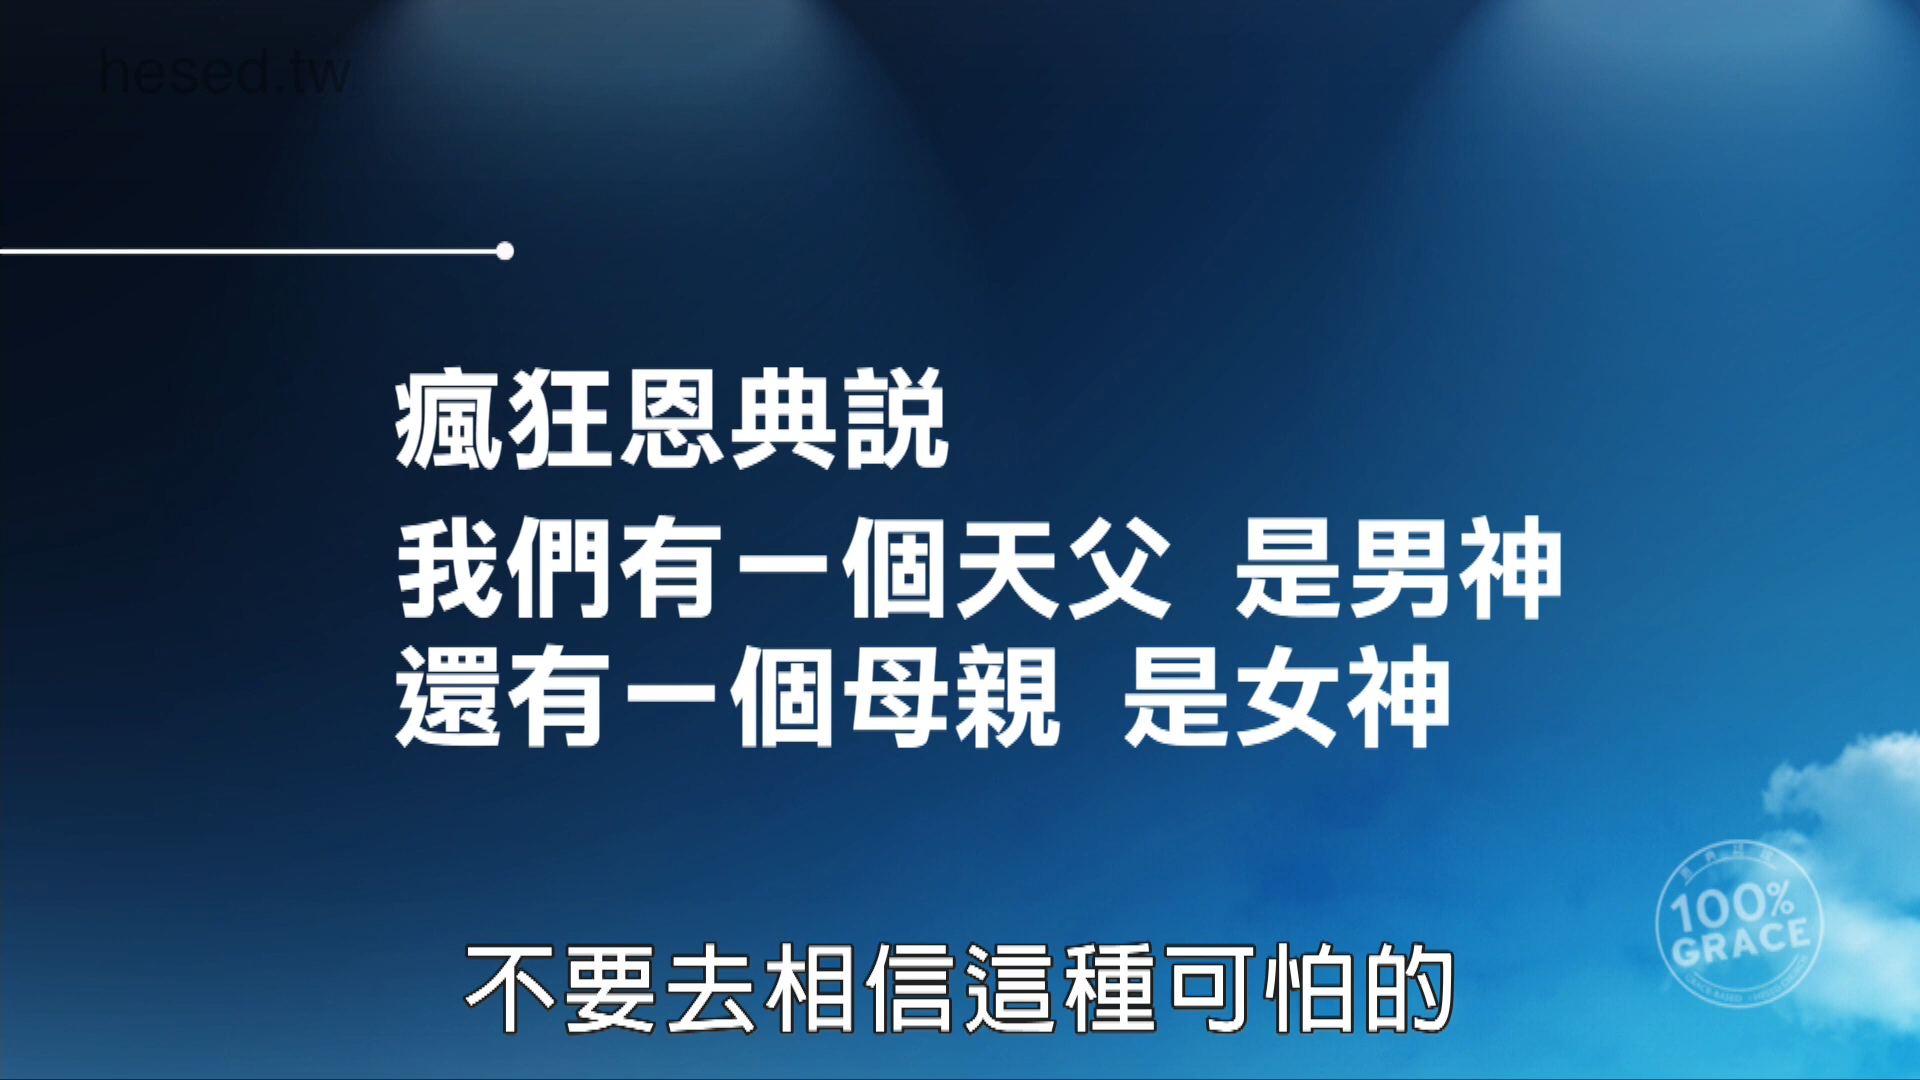 hesed.tw
瘋狂恩典説
我們有一個天父 是男神
還有一個母親 是女神
100%
GRACE
不要去相信這種可怕的